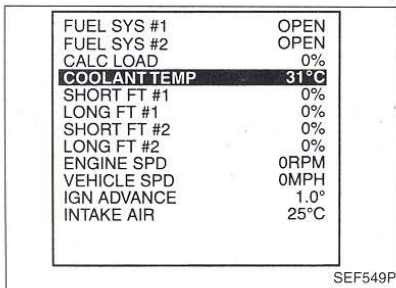 FUEL SYS #1 OPEN
FUEL SYS #2 OPEN
CALC LOAD 0%
COOLANT TEMP 31°C
SHORT FT #1 0%
LONG FT #1 0%
SHORT FT #2 0%
LONG FT #2 0%
ENGINE SPD 0RPM
VEHICLE SPD 0MPH
IGN ADVANCE 1.0°
INTAKE AIR 25°C
SEF549P